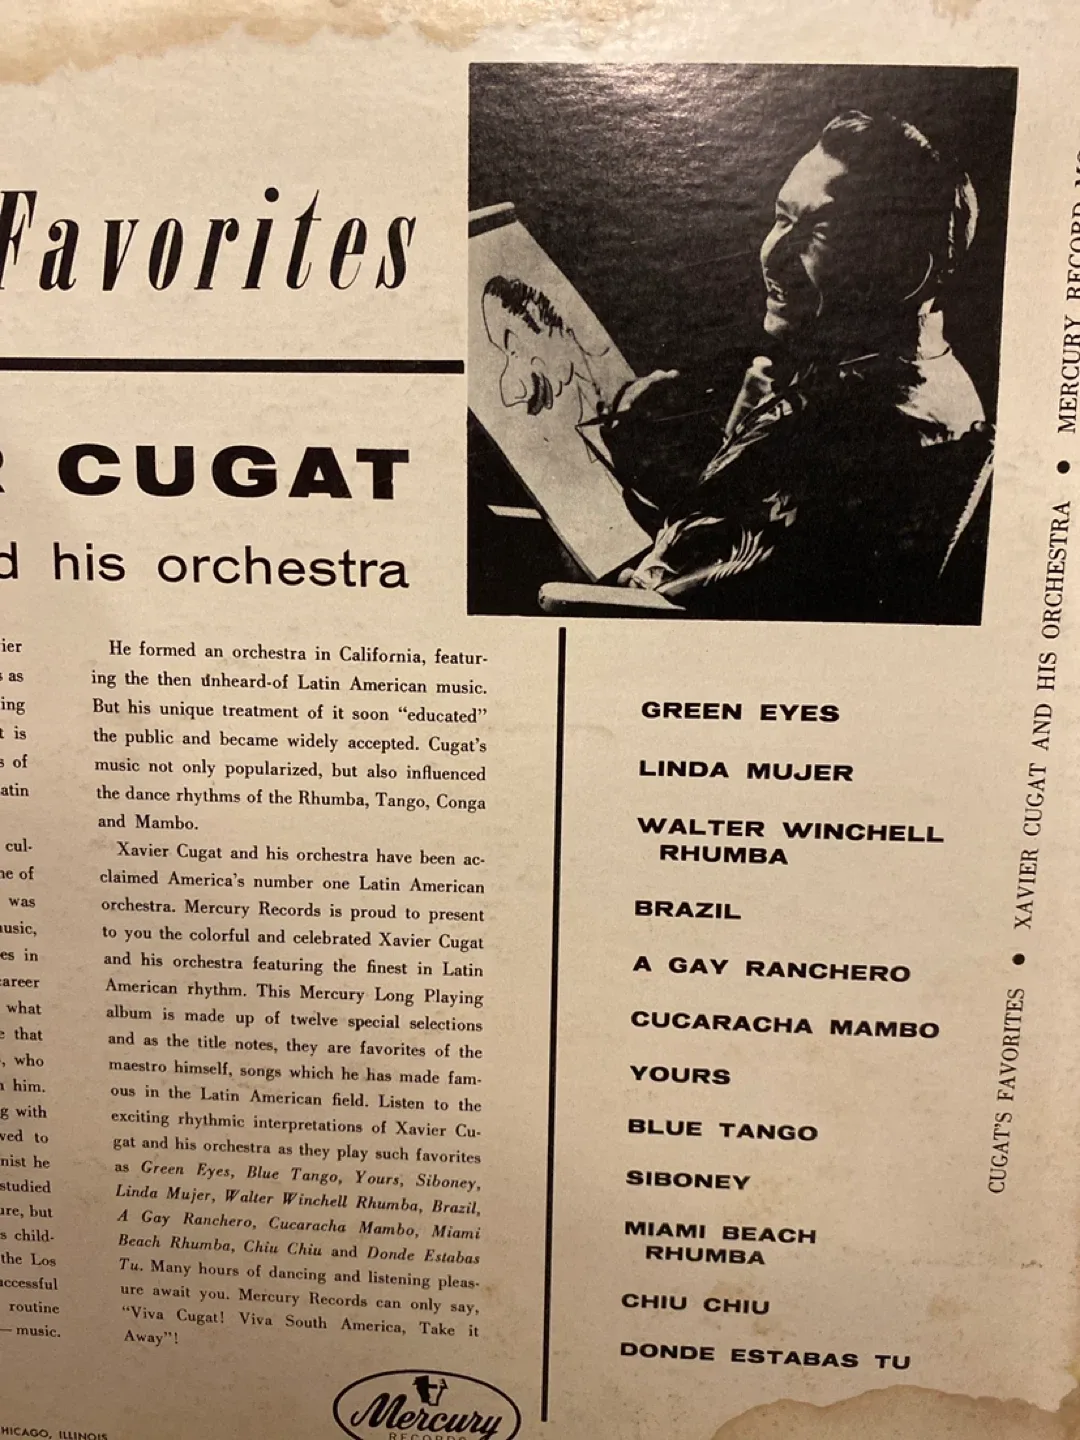 Favorites
CUGAT
his orchestra
as
ing
is
of
cul-
of
was
in
what
that
who
him.
with
to
he
studied
but
child-
the Los
routine
— music.
He formed an orchestra in California, featur-
ing the then unheard-of Latin American music.
But his unique treatment of it soon “educated”
the public and became widely accepted. Cugat’s
music not only popularized, but also influenced
the dance rhythms of the Rhumba, Tango, Conga
and Mambo.
Xavier Cugat and his orchestra have been ac-
claimed America’s number one Latin American
orchestra. Mercury Records is proud to present
to you the colorful and celebrated Xavier Cugat
and his orchestra featuring the finest in Latin
American rhythm. This Mercury Long Playing
album is made up of twelve special selections
and as the title notes, they are favorites of the
maestro himself, songs which he has made fam-
ous in the Latin American field. Listen to the
exciting rhythmic interpretations of Xavier Cu-
gat and his orchestra as they play such favorites
as Green Eyes, Blue Tango, Yours, Siboney,
Linda Mujer, Walter Winchell Rhumba, Brazil,
A Gay Ranchero, Cucaracha Mambo, Miami
Beach Rhumba, Chiu Chiu and Donde Estabas
Tu. Many hours of dancing and listening pleas-
ure await you. Mercury Records can only say,
“Viva Cugat! Viva South America, Take it
Away”!
GREEN EYES
LINDA MUJER
WALTER WINCHELL
RHUMBA
BRAZIL
A GAY RANCHERO
CUCARACHA MAMBO
YOURS
BLUE TANGO
SIBONEY
MIAMI BEACH
RHUMBA
CHIU CHIU
DONDE ESTABAS TU
CUGAT’S FAVORITES • XAVIER CUGAT AND HIS ORCHESTRA • MERCURY RECORD
Mercury
RECORDS
ILLINOIS